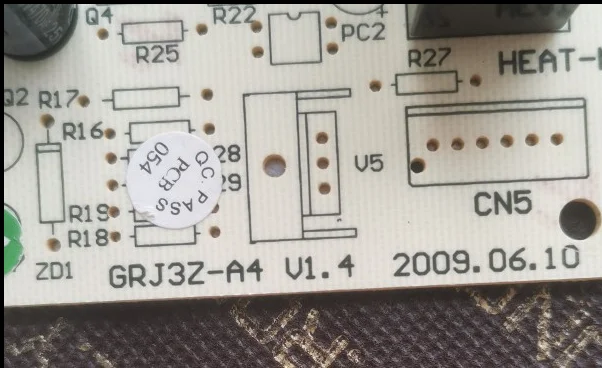 Q4
R22
R25
PC2
R27
HEAT-
Q2
R17
R16
28
29
QC PASS
PCB
054
V5
CN5
R19
R18
ZD1
GRJ3Z-A4 V1.4 2009.06.10